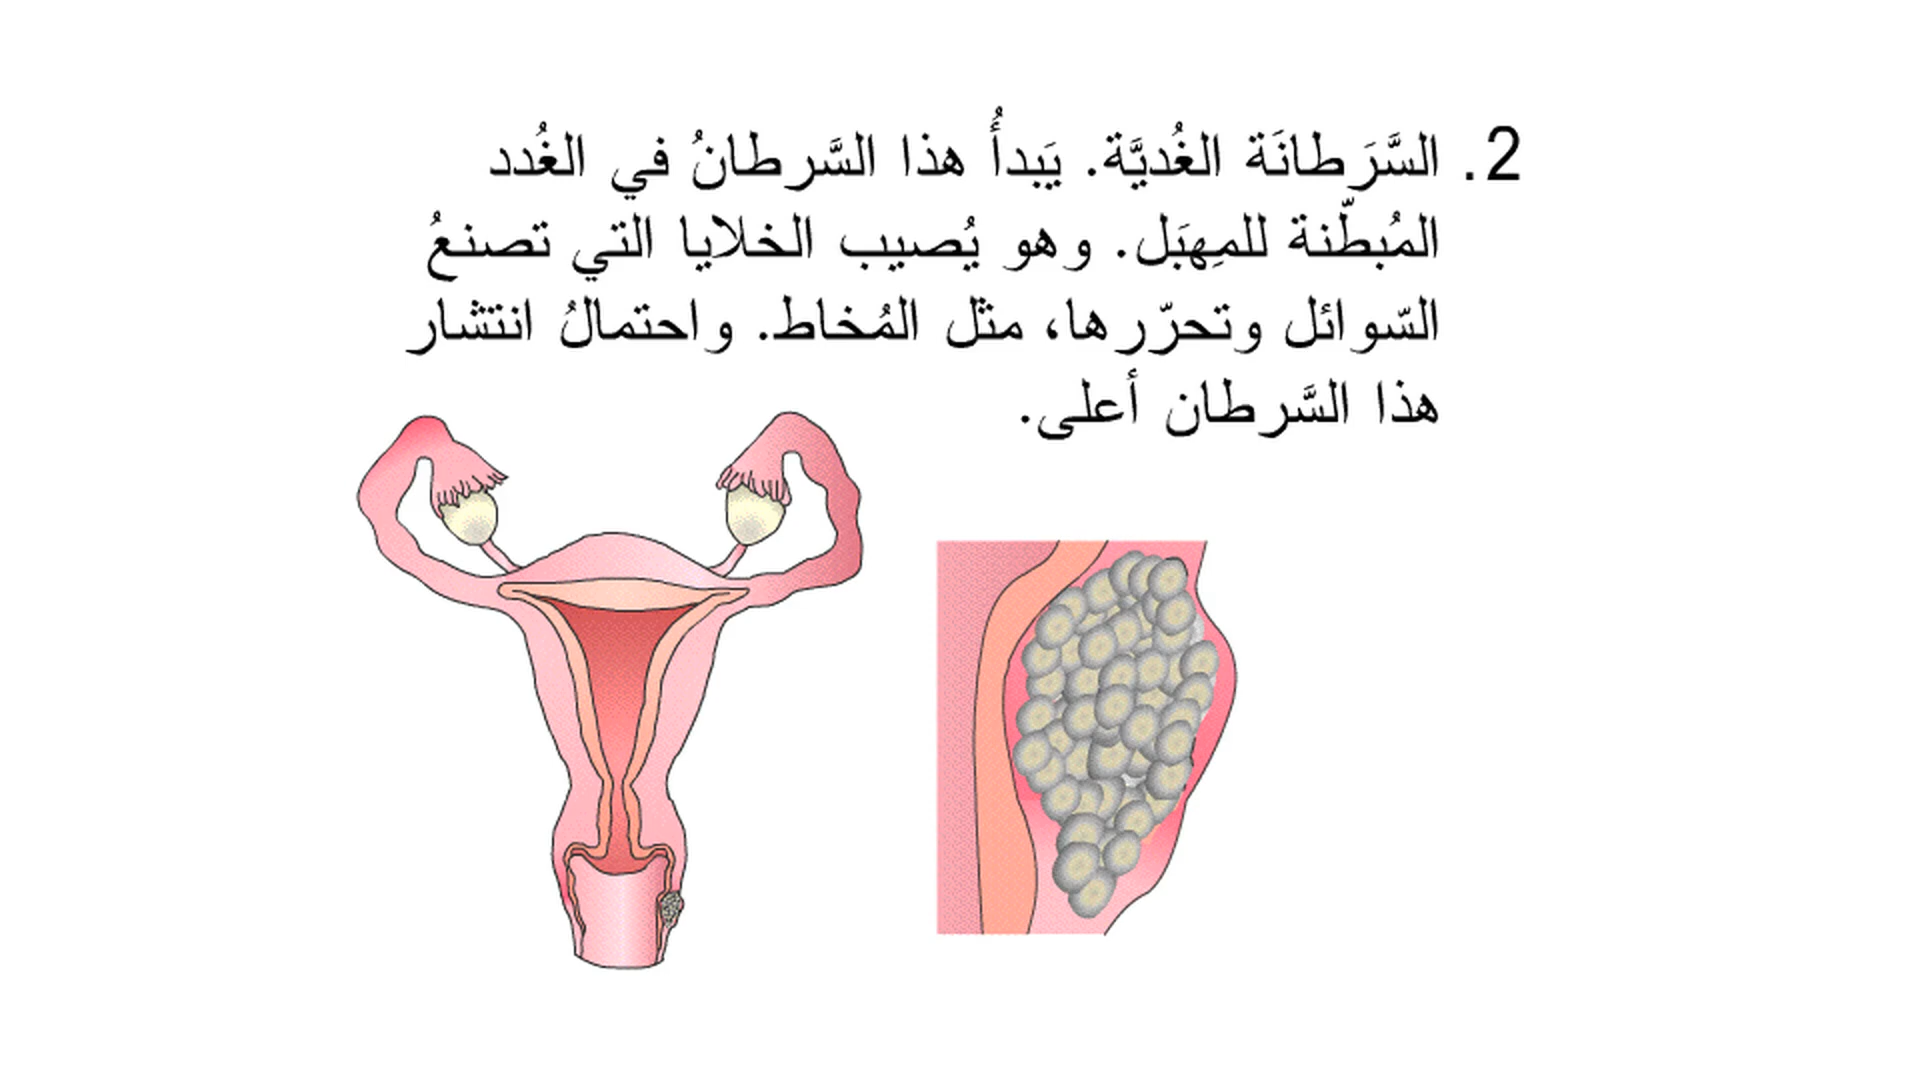 2. السَّرَطانَة الغُديَّة. يَبدأُ هذا السَّرطانُ في الغُدد
المُبطّنة للمِهبَل. وهو يُصيب الخلايا التي تصنعُ
السّوائل وتحرّرها، مثل المُخاط. واحتمالُ انتشار
هذا السَّرطان أعلى.